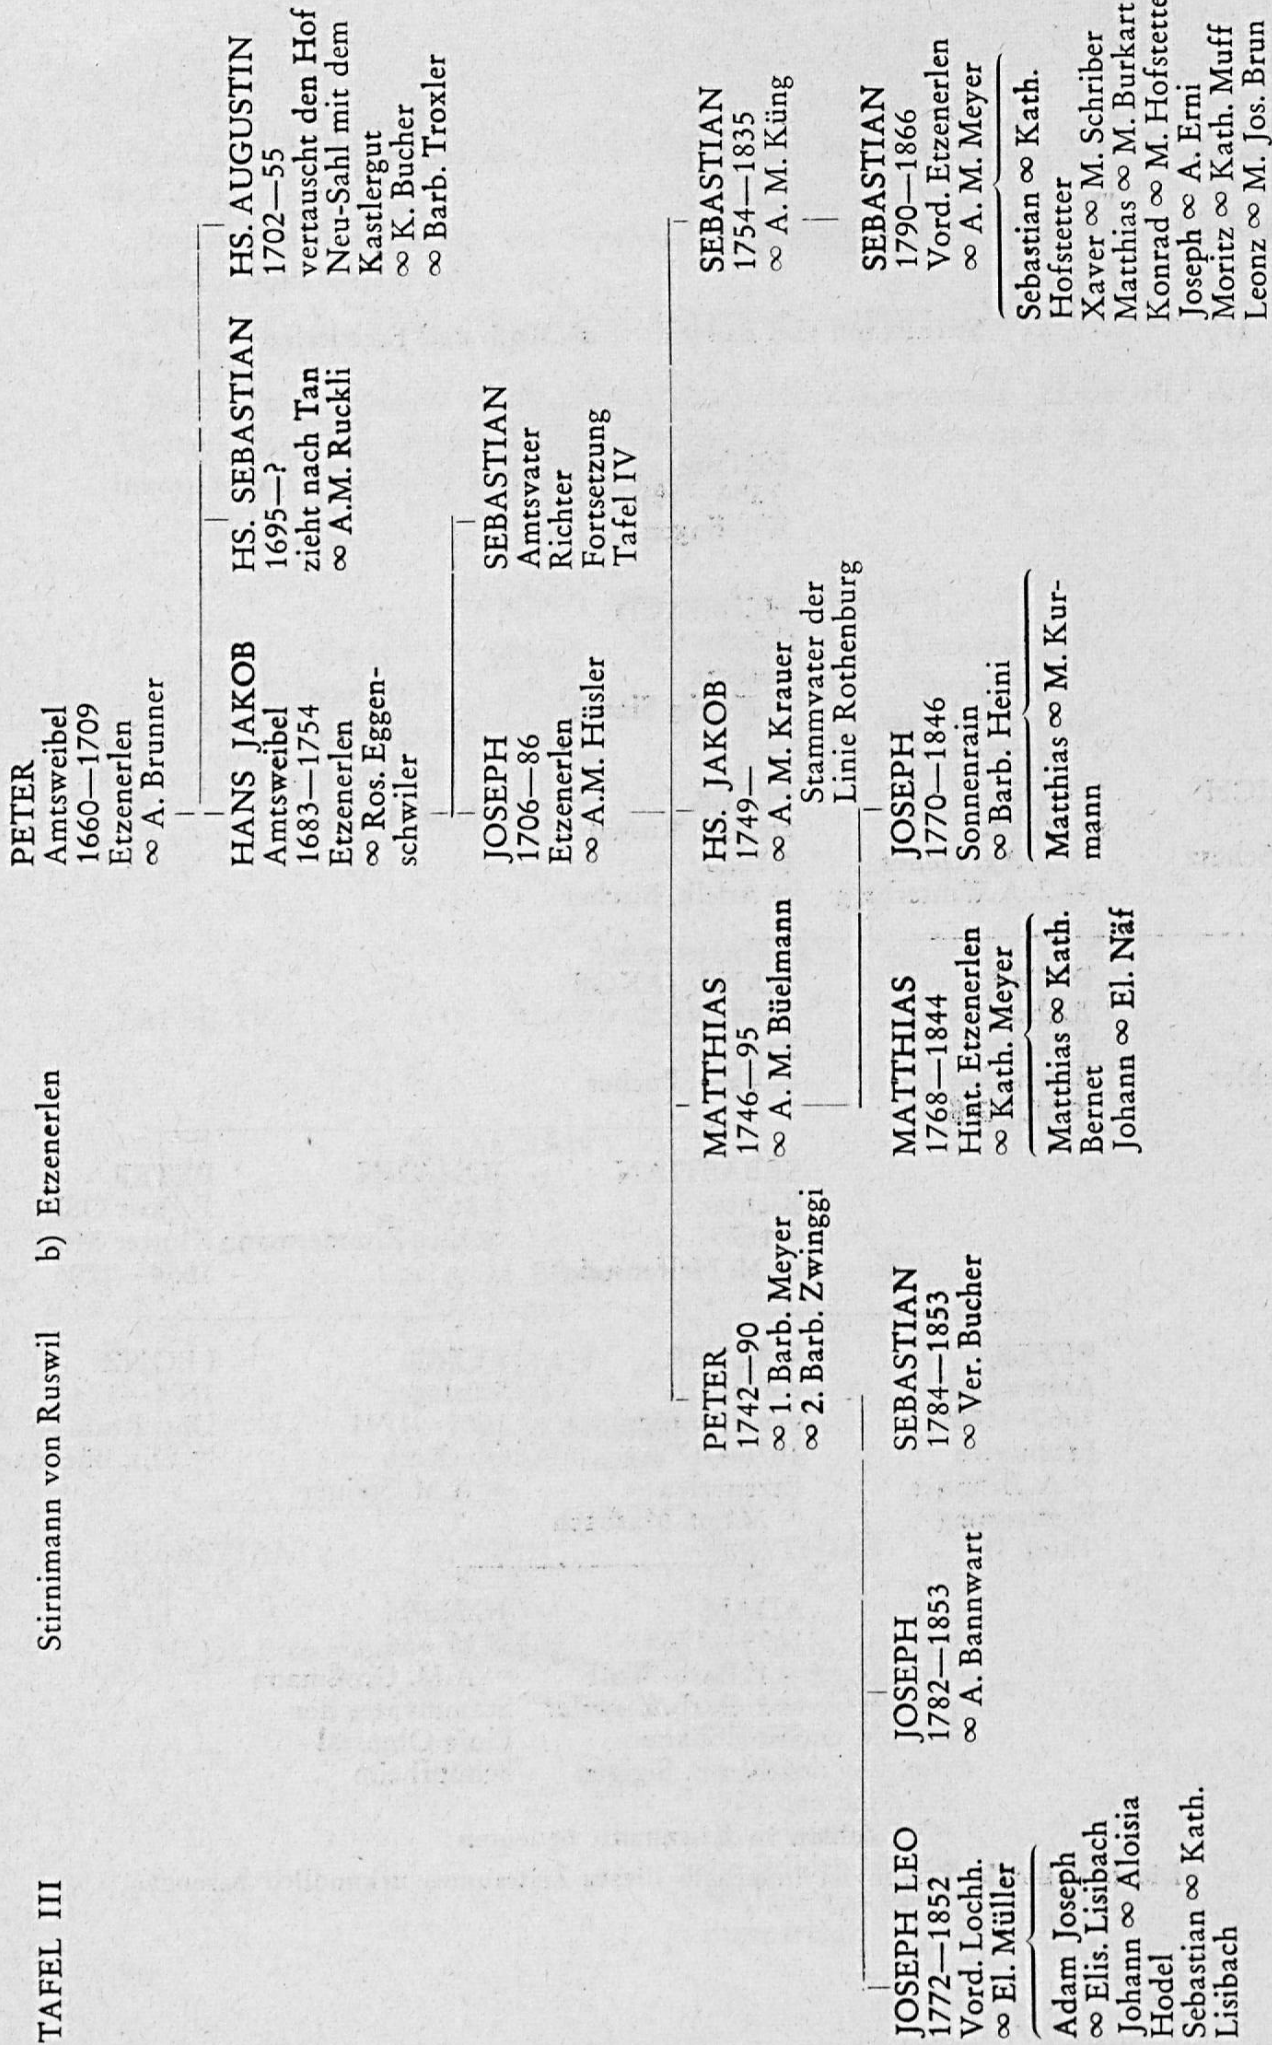 TAFEL III
Stirnimann von Ruswil b) Etzenerlen
PETER
Amtsweibel
1660—1709
Etzenerlen
∞ A. Brunner
HANS JAKOB
Amtsweibel
1683—1754
Etzenerlen
∞ Ros. Eggen-
schwiler
HS. SEBASTIAN
1695—?
zieht nach Tan
∞ A.M. Ruckli
HS. AUGUSTIN
1702—55
vertauscht den Hof
Neu-Sahl mit dem
Kastlergut
∞ K. Bucher
∞ Barb. Troxler
JOSEPH
1706—86
Etzenerlen
∞ A.M. Hüsler
SEBASTIAN
Amtsvater
Richter
Fortsetzung
Tafel IV
PETER
1742—90
∞ 1. Barb. Meyer
∞ 2. Barb. Zwinggi
MATTHIAS
1746—95
∞ A. M. Büelmann
HS. JAKOB
1749—
∞ A. M. Krauer
Stammvater der
Linie Rothenburg
SEBASTIAN
1754—1835
∞ A. M. Küng
JOSEPH LEO
1772—1852
Vord. Lochh.
∞ El. Müller
Adam Joseph
∞ Elis. Lisibach
Johann ∞ Aloisia
Hodel
Sebastian ∞ Kath.
Lisibach
JOSEPH
1782—1853
∞ A. Bannwart
SEBASTIAN
1784—1853
∞ Ver. Bucher
MATTHIAS
1768—1844
Hint. Etzenerlen
∞ Kath. Meyer
Matthias ∞ Kath.
Bernet
Johann ∞ El. Näf
JOSEPH
1770—1846
Sonnenrain
∞ Barb. Heini
Matthias ∞ M. Kur-
mann
SEBASTIAN
1790—1866
Vord. Etzenerlen
∞ A. M. Meyer
Sebastian ∞ Kath.
Hofstetter
Xaver ∞ M. Schriber
Matthias ∞ M. Burkart
Konrad ∞ M. Hofstette
Joseph ∞ A. Erni
Moritz ∞ Kath. Muff
Leonz ∞ M. Jos. Brun